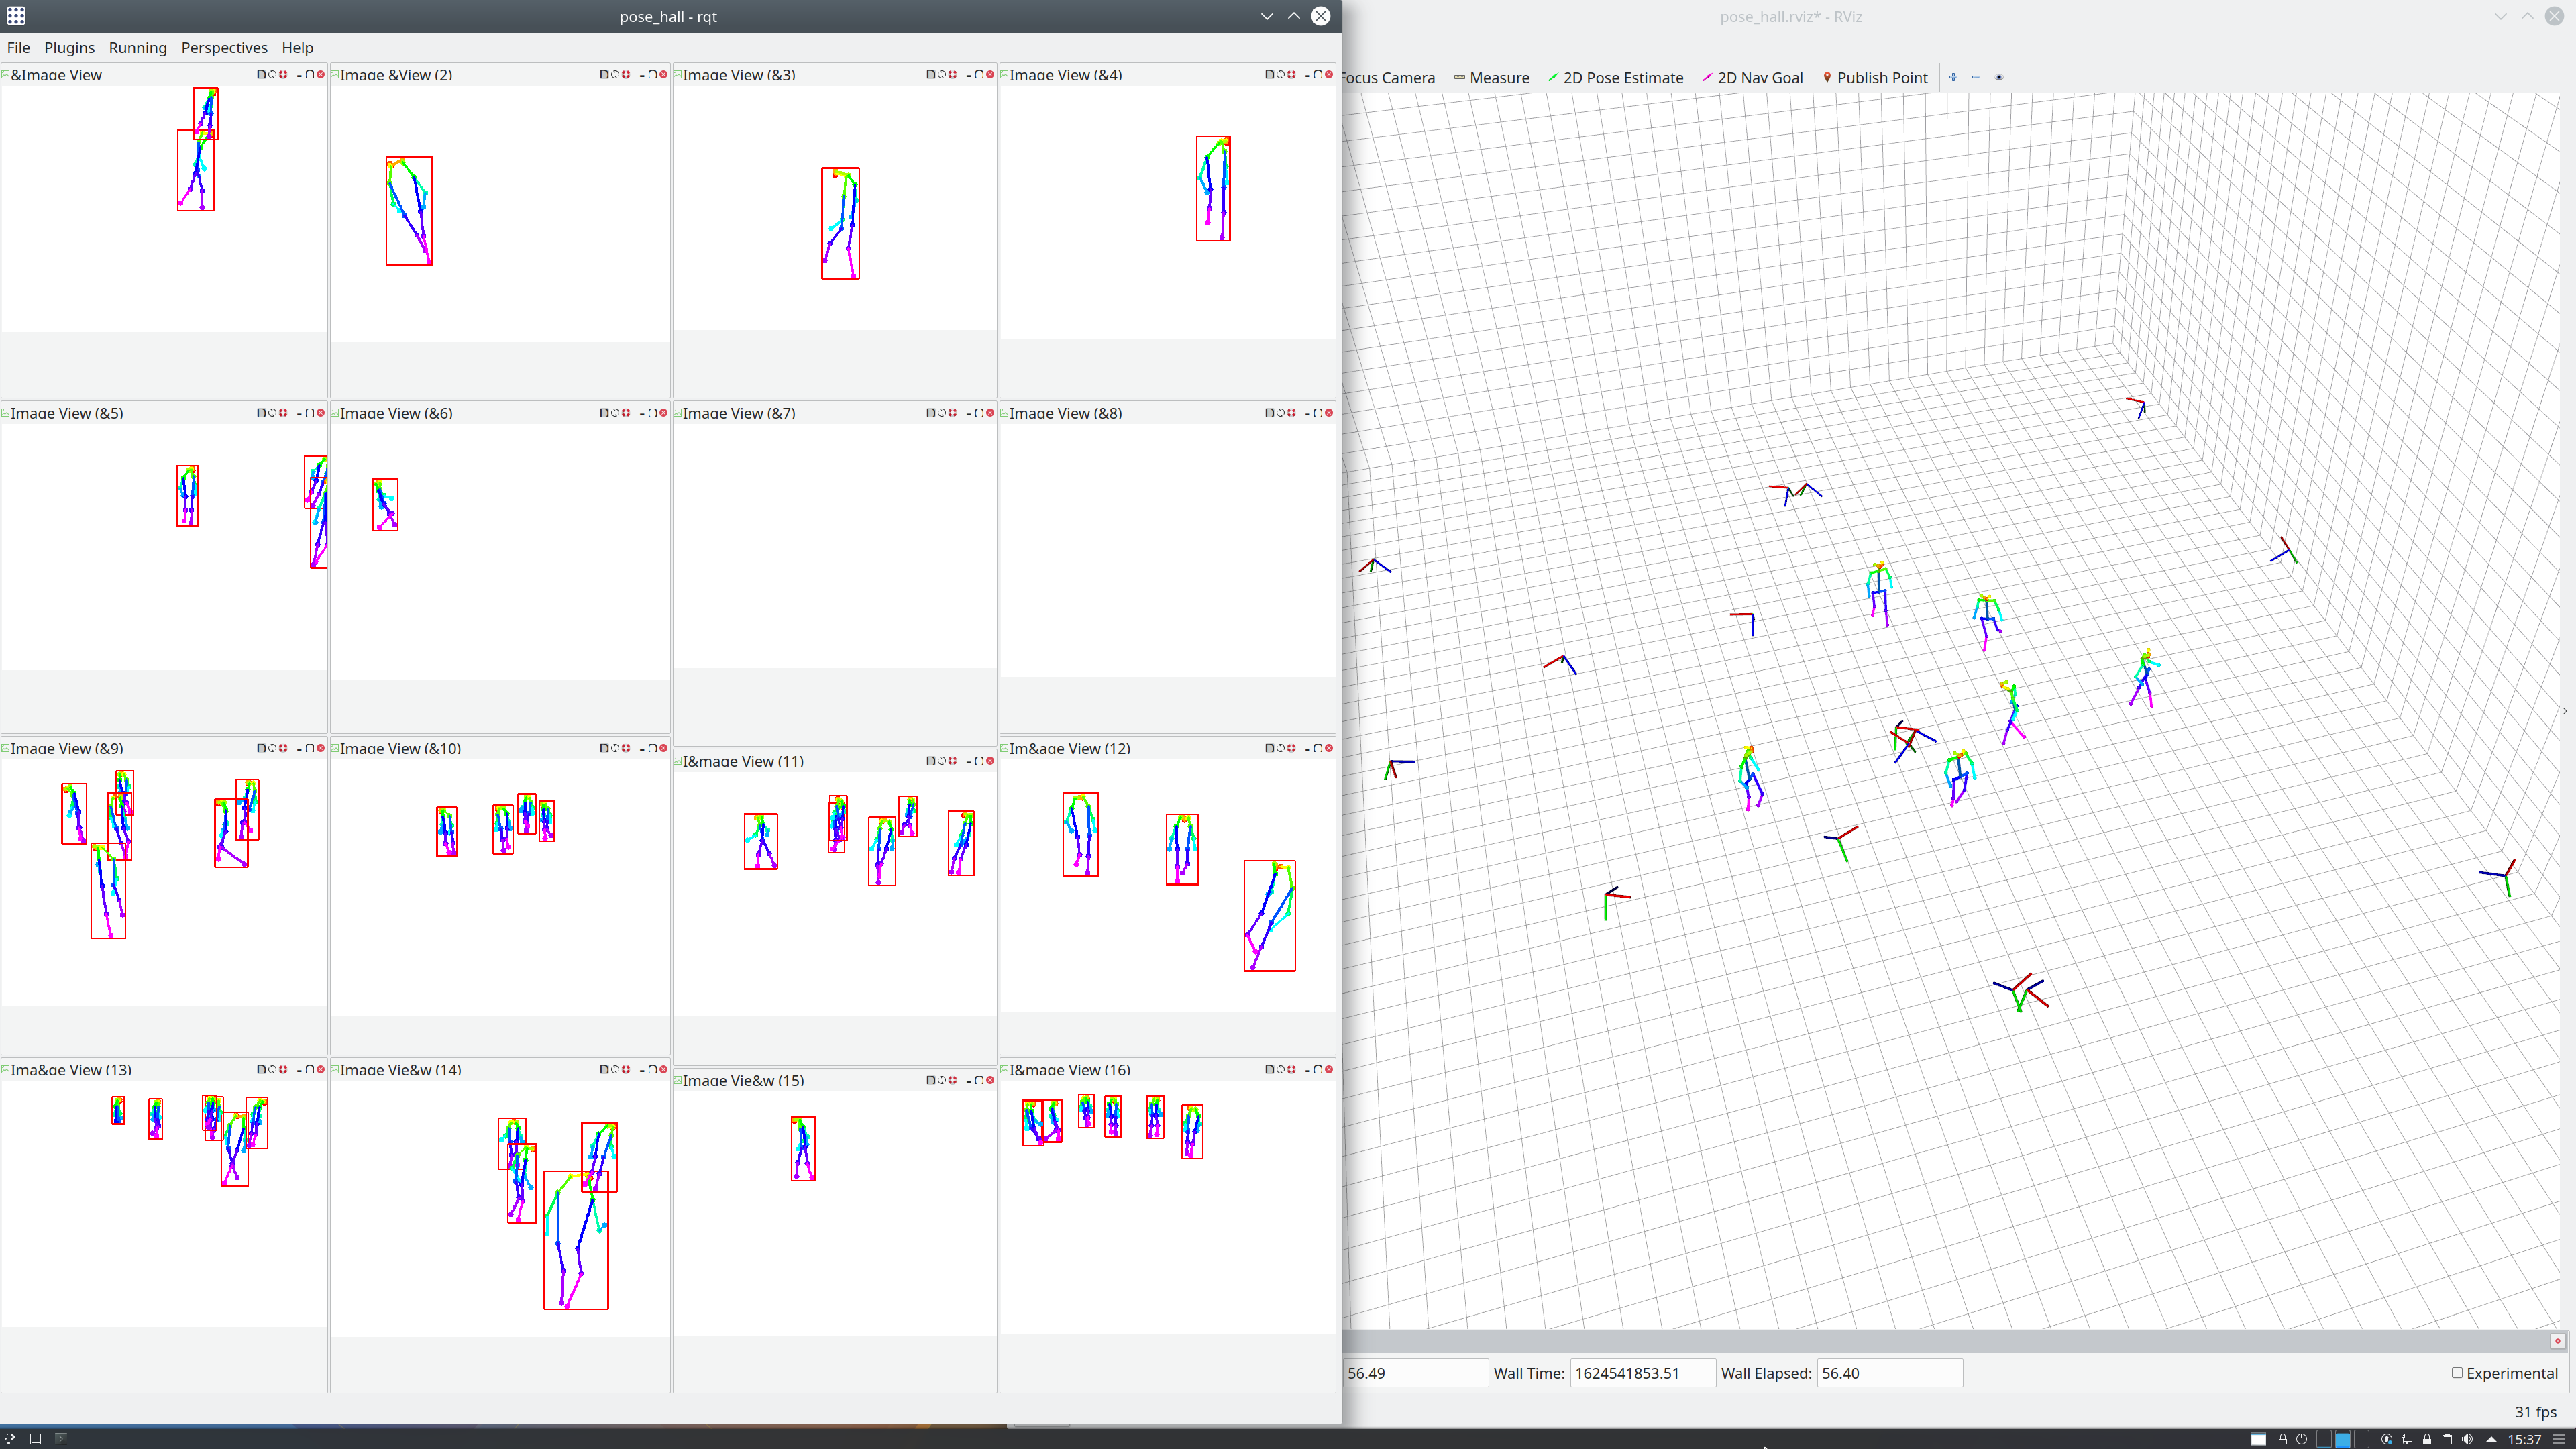 pose_hall - rqt
pose_hall.rviz* - RViz
File Plugins Running Perspectives Help
Focus Camera Measure 2D Pose Estimate 2D Nav Goal Publish Point
&Image View
Image &View (2)
Image View (&3)
Image View (&4)
Image View (&5)
Image View (&6)
Image View (&7)
Image View (&8)
Image View (&9)
Image View (&10)
I&mage View (11)
Im&age View (12)
Ima&ge View (13)
Image Vie&w (14)
Image Vie&w (15)
I&mage View (16)
56.49 Wall Time: 1624541853.51 Wall Elapsed: 56.40 Experimental
31 fps
15:37